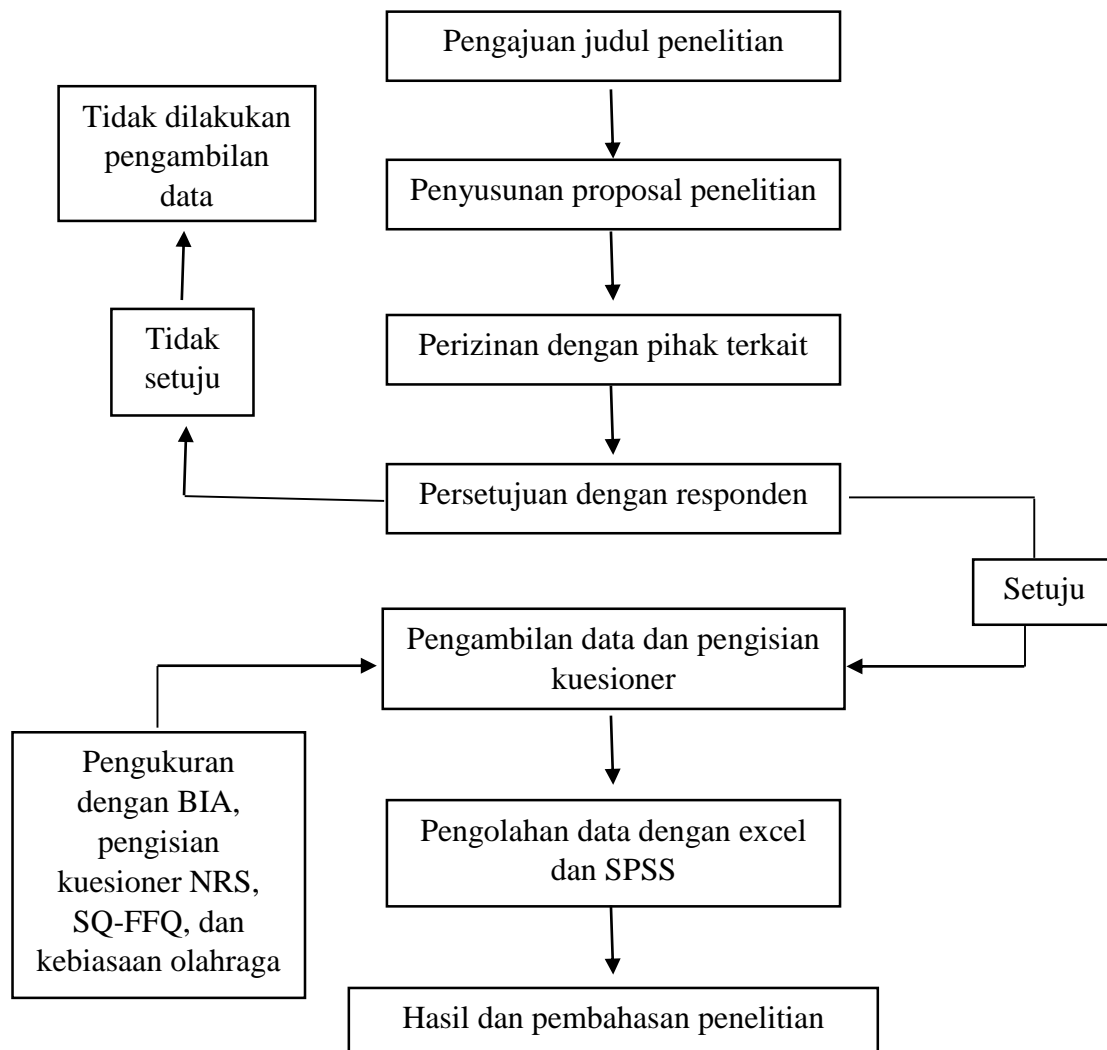 Pengajuan judul penelitian
Tidak dilakukan
pengambilan
data
Penyusunan proposal penelitian
Tidak
setuju
Perizinan dengan pihak terkait
Persetujuan dengan responden
Setuju
Pengambilan data dan pengisian
kuesioner
Pengukuran
dengan BIA,
pengisian
kuesioner NRS,
SQ-FFQ, dan
kebiasaan olahraga
Pengolahan data dengan excel
dan SPSS
Hasil dan pembahasan penelitian